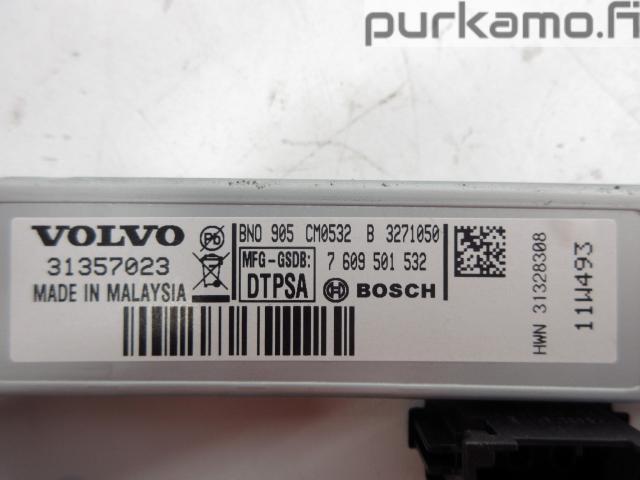 purkamo.fi
VOLVO
31357023
MADE IN MALAYSIA
Pb
BNO 905 CM0532 B 3271050
MFG-GSDB: 7 609 501 532
DTPSA BOSCH
HWN 31328308
11W493